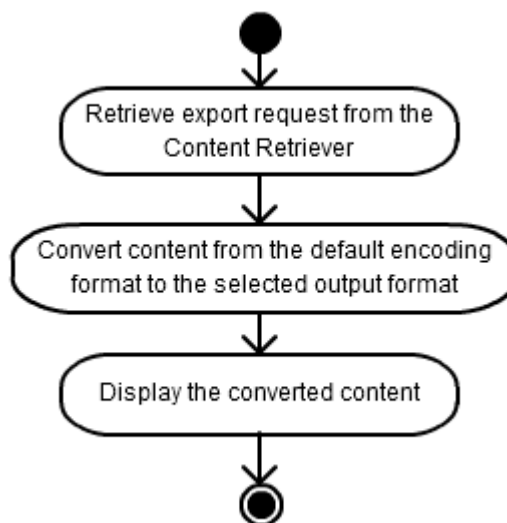 Retrieve export request from the
Content Retriever
Convert content from the default encoding
format to the selected output format
Display the converted content